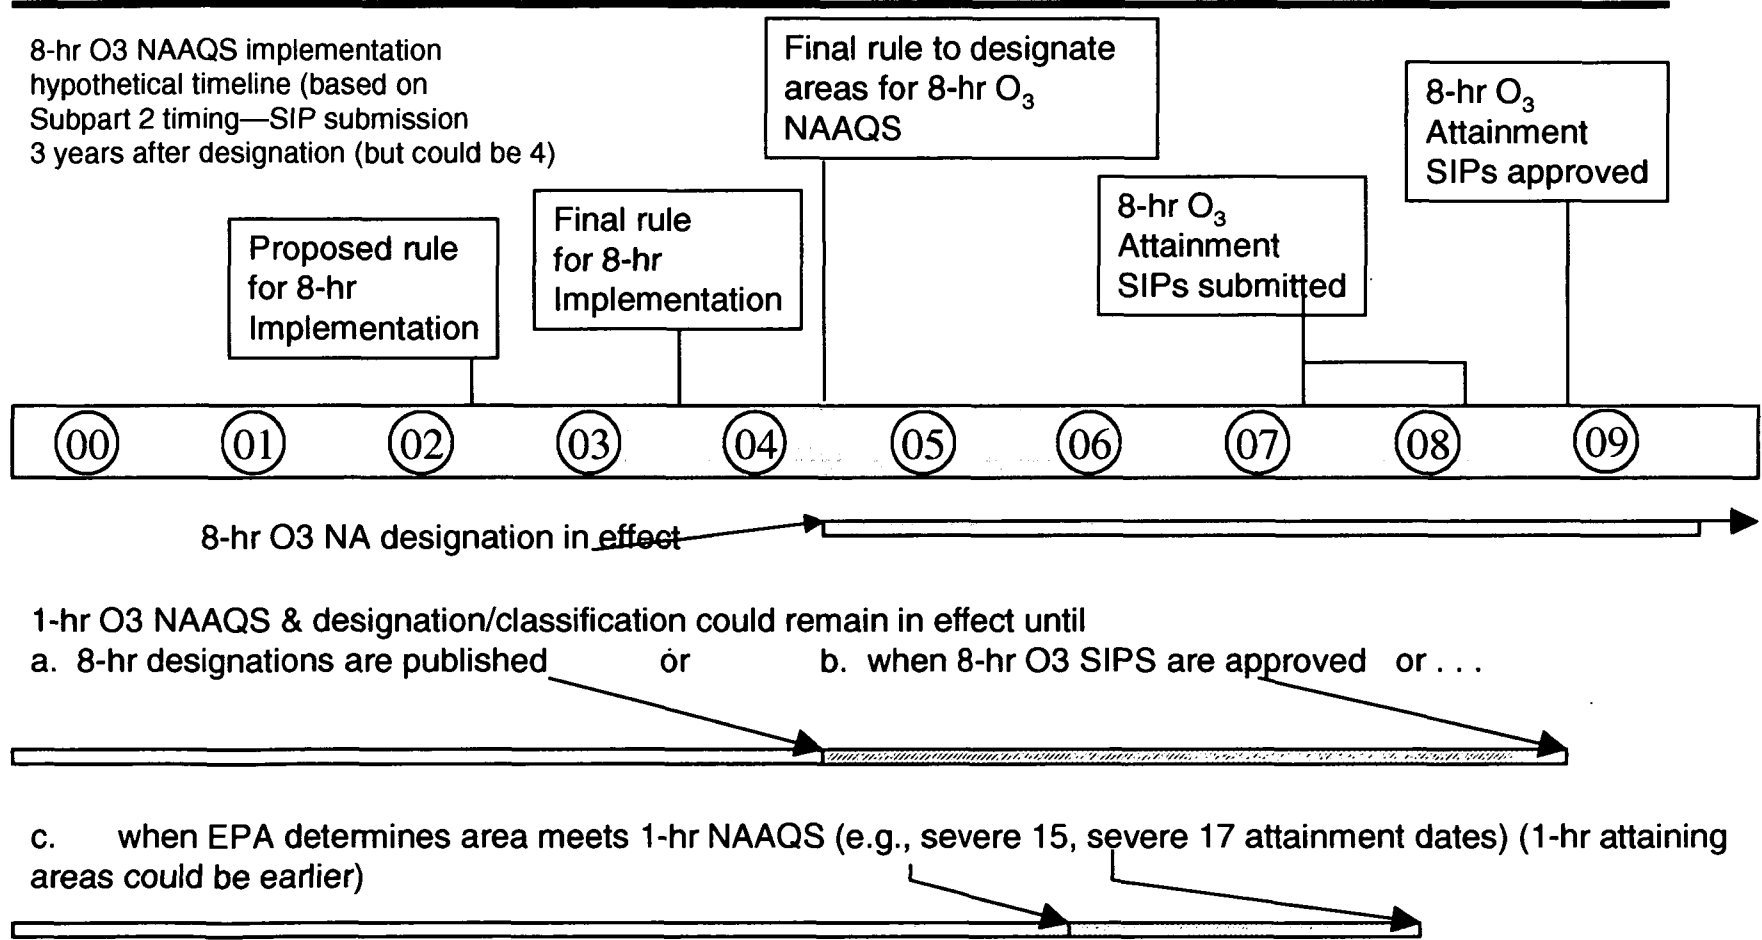 8-hr O3 NAAQS implementation
hypothetical timeline (based on
Subpart 2 timing—SIP submission
3 years after designation (but could be 4)
Final rule to designate
areas for 8-hr O₃
NAAQS
8-hr O₃
Attainment
SIPs approved
8-hr O₃
Attainment
SIPs submitted
Final rule
for 8-hr
Implementation
Proposed rule
for 8-hr
Implementation
00 01 02 03 04 05 06 07 08 09
8-hr O3 NA designation in effect
1-hr O3 NAAQS & designation/classification could remain in effect until
a. 8-hr designations are published or b. when 8-hr O3 SIPS are approved or . . .
c. when EPA determines area meets 1-hr NAAQS (e.g., severe 15, severe 17 attainment dates) (1-hr attaining
areas could be earlier)